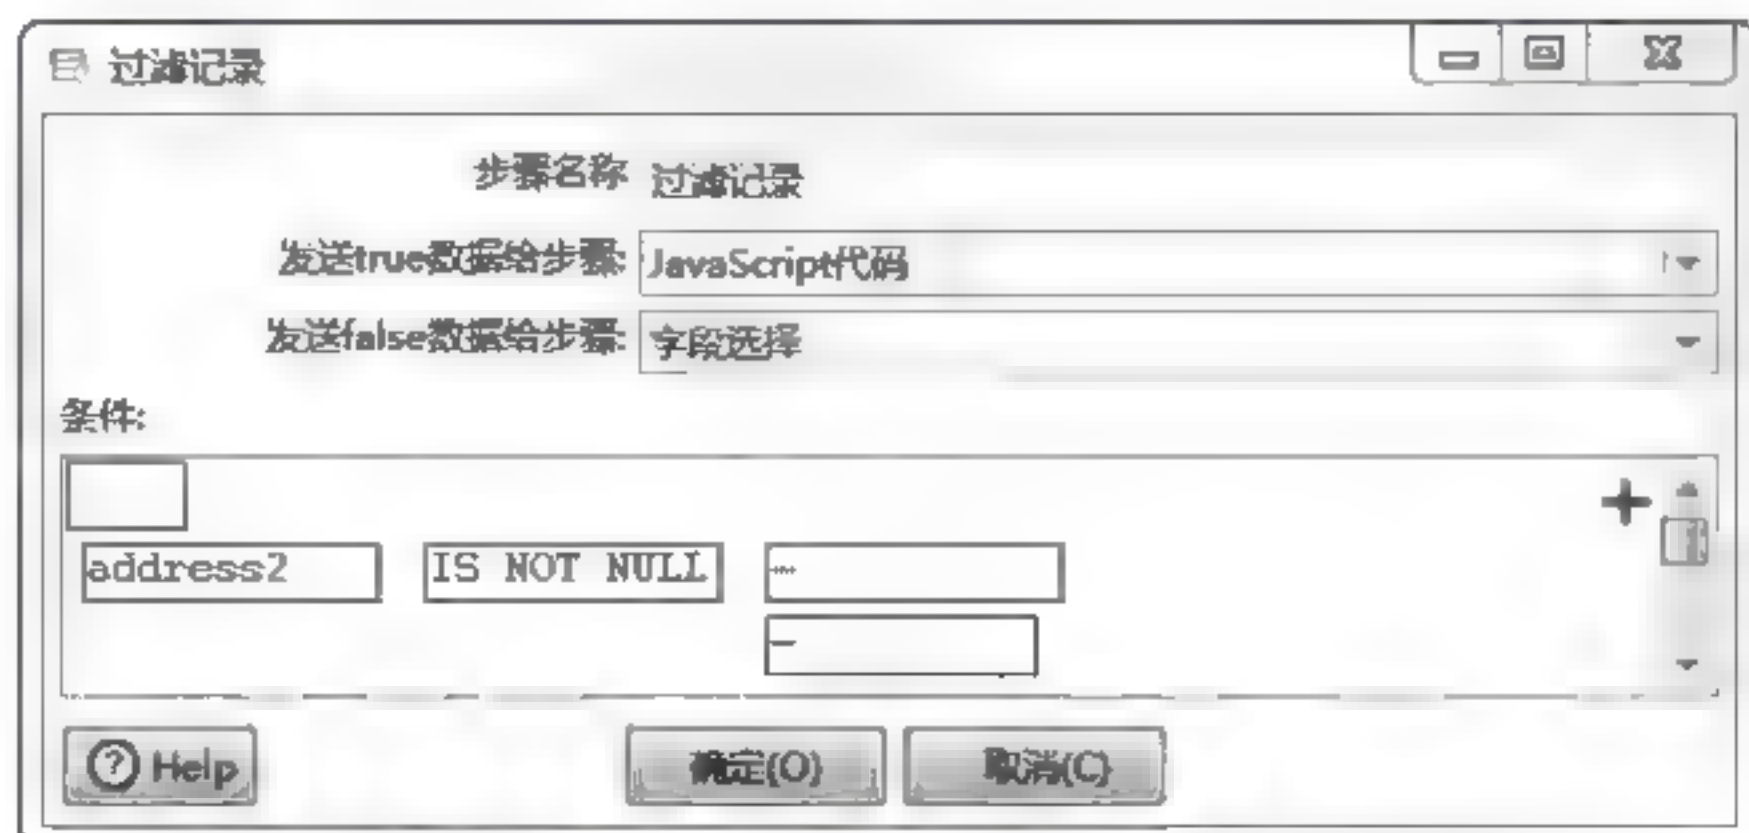 过滤记录
步骤名称 过滤记录
发送true数据给步骤: JavaScript代码
发送false数据给步骤: 字段选择
条件:
address2 IS NOT NULL
Help 确定(O) 取消(C)